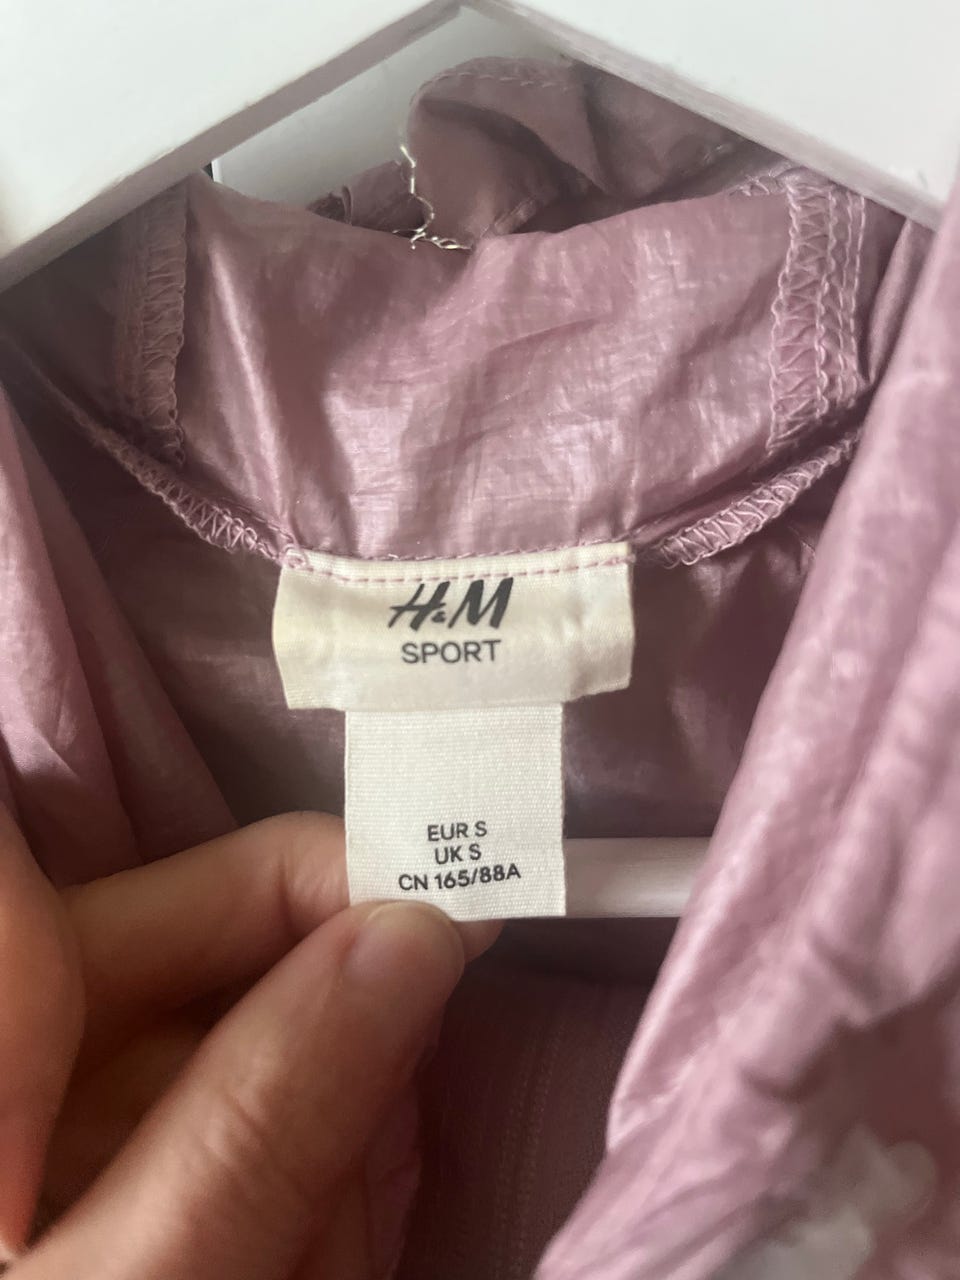 H&M
SPORT
EUR S
UK S
CN 165/88A